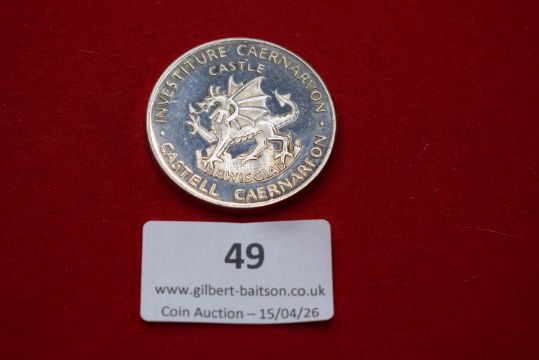 · INVESTITURE CAERNARVON ·
CASTLE
ARWISGIAD
CASTELL CAERNARFON
49
www.gilbert-baitson.co.uk
Coin Auction – 15/04/26